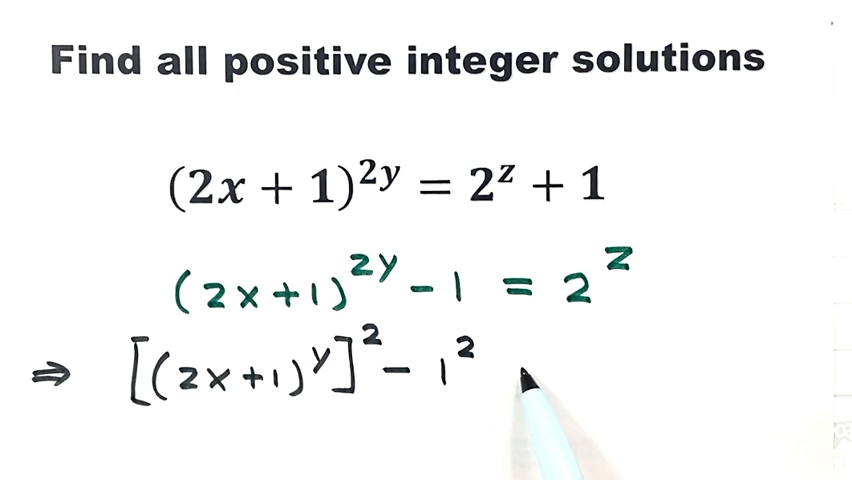 Find all positive integer solutions
(2x + 1)^{2y} = 2^z + 1
(2x+1)^{2y} - 1 = 2^z
⇒ [(2x+1)^y]^2 - 1^2